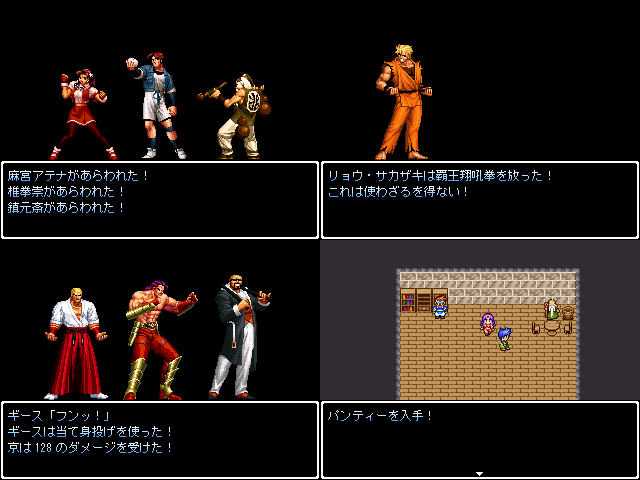 麻宮アテナがあらわれた！
椎拳崇があらわれた！
鎮元斎があらわれた！
リョウ・サカザキは覇王翔吼拳を放った！
これは使わざるを得ない！
ギース「フンッ！」
ギースは当て身投げを使った！
京は128のダメージを受けた！
パンティーを入手！